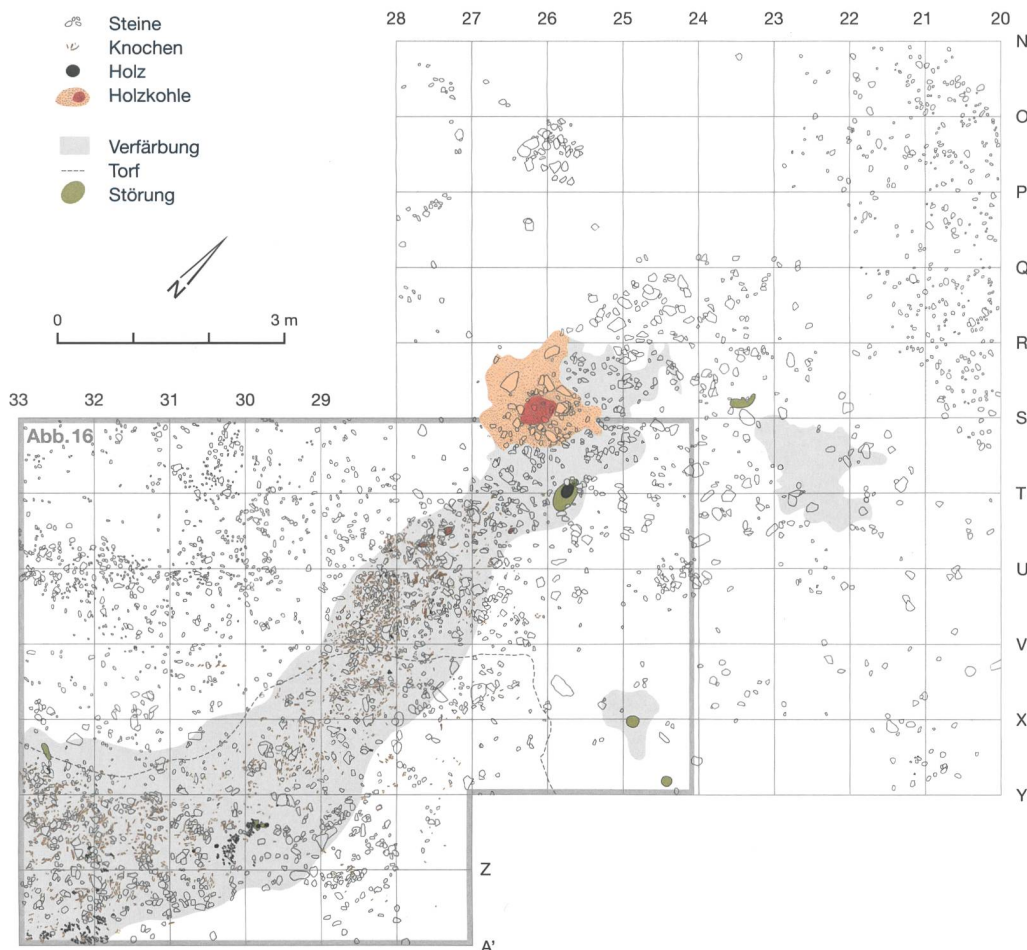 Steine
Knochen
Holz
Holzkohle
Verfärbung
Torf
Störung
N
0 3 m
28 27 26 25 24 23 22 21 20
N
O
P
Q
R
33 32 31 30 29
S
Abb.16
T
U
V
X
Y
Z
A'